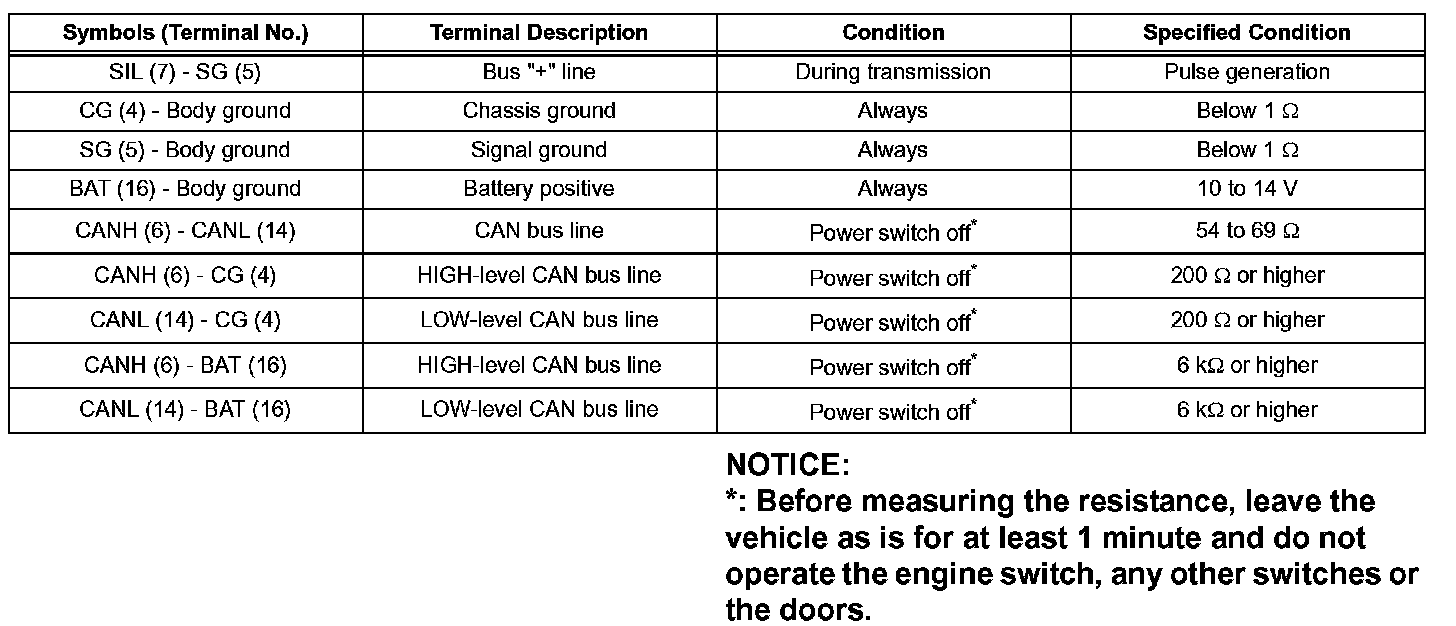 Symbols (Terminal No.) Terminal Description Condition Specified Condition
SIL (7) - SG (5) Bus "+" line During transmission Pulse generation
CG (4) - Body ground Chassis ground Always Below 1 Ω
SG (5) - Body ground Signal ground Always Below 1 Ω
BAT (16) - Body ground Battery positive Always 10 to 14 V
CANH (6) - CANL (14) CAN bus line Power switch off* 54 to 69 Ω
CANH (6) - CG (4) HIGH-level CAN bus line Power switch off* 200 Ω or higher
CANL (14) - CG (4) LOW-level CAN bus line Power switch off* 200 Ω or higher
CANH (6) - BAT (16) HIGH-level CAN bus line Power switch off* 6 kΩ or higher
CANL (14) - BAT (16) LOW-level CAN bus line Power switch off* 6 kΩ or higher
NOTICE:
*: Before measuring the resistance, leave the
vehicle as is for at least 1 minute and do not
operate the engine switch, any other switches or
the doors.